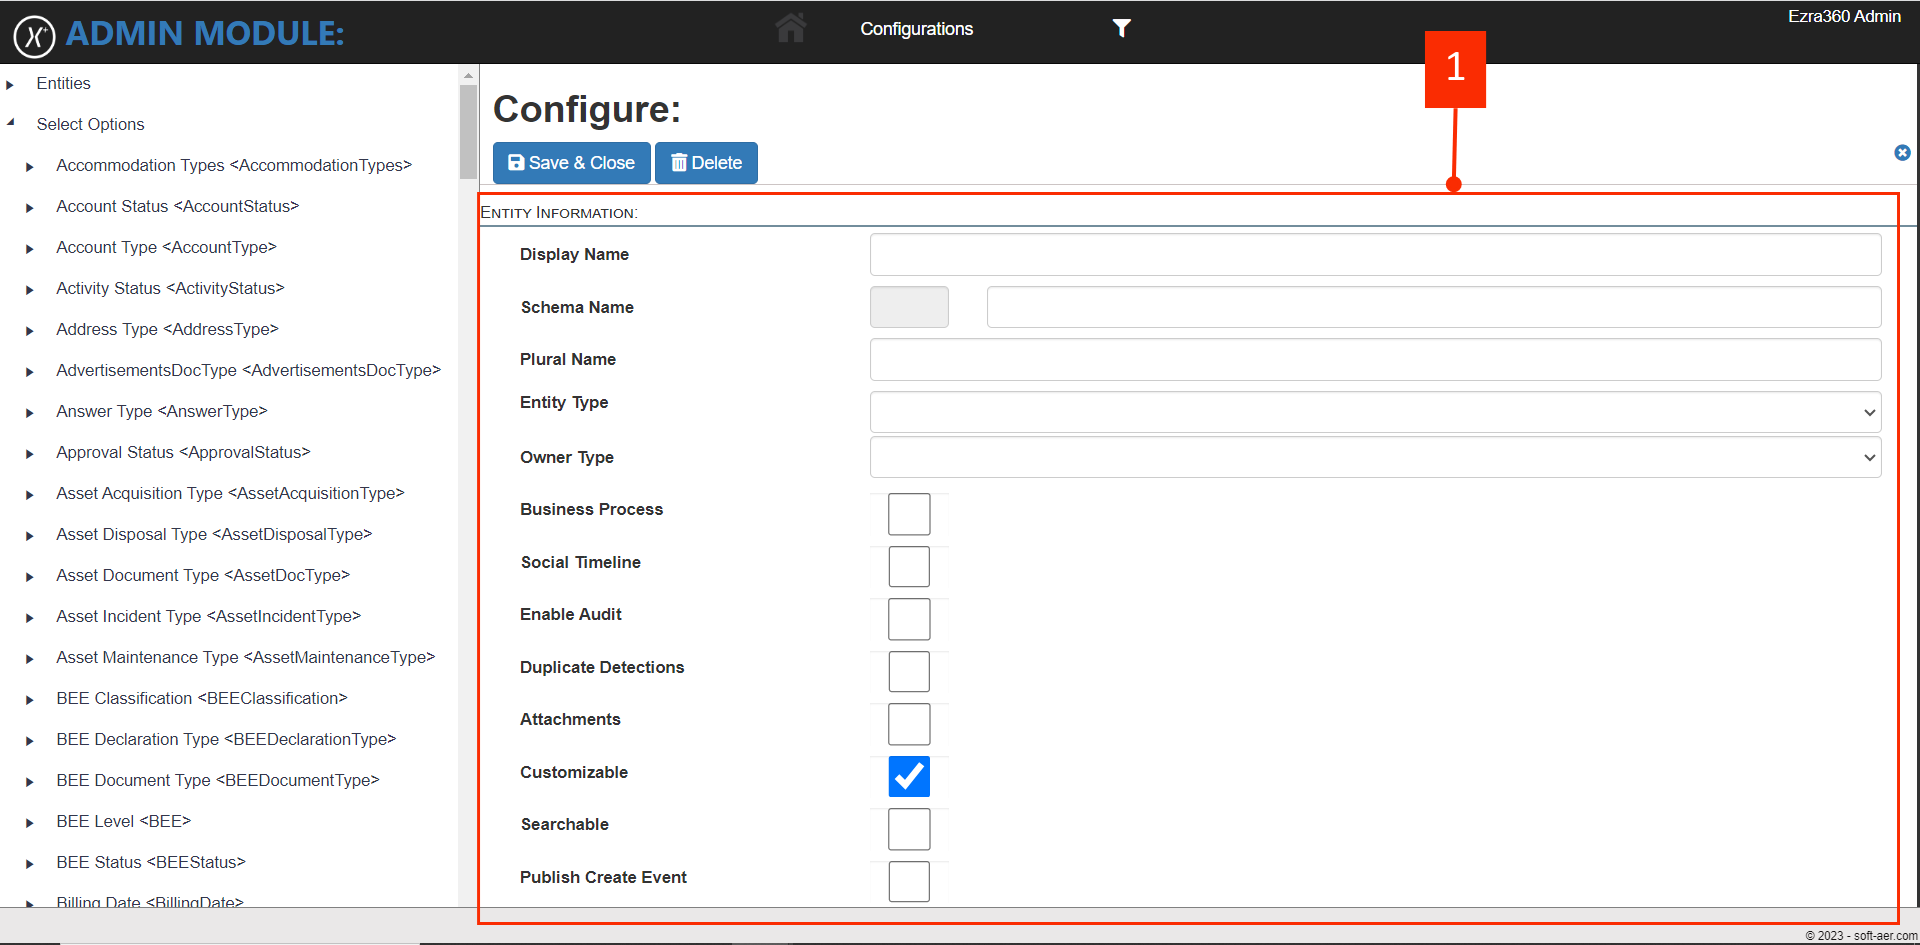 ADMIN MODULE:
Configurations
Ezra360 Admin
1
Entities
Select Options
Accommodation Types <AccommodationTypes>
Account Status <AccountStatus>
Account Type <AccountType>
Activity Status <ActivityStatus>
Address Type <AddressType>
AdvertisementsDocType <AdvertisementsDocType>
Answer Type <AnswerType>
Approval Status <ApprovalStatus>
Asset Acquisition Type <AssetAcquisitionType>
Asset Disposal Type <AssetDisposalType>
Asset Document Type <AssetDocType>
Asset Incident Type <AssetIncidentType>
Asset Maintenance Type <AssetMaintenanceType>
BEE Classification <BEEClassification>
BEE Declaration Type <BEEDeclarationType>
BEE Document Type <BEEDocumentType>
BEE Level <BEE>
BEE Status <BEEStatus>
Billing Date <BillingDate>
Configure:
Save & Close
Delete
ENTITY INFORMATION:
Display Name
Schema Name
Plural Name
Entity Type
Owner Type
Business Process
Social Timeline
Enable Audit
Duplicate Detections
Attachments
Customizable
Searchable
Publish Create Event
© 2023 - soft-aer.com